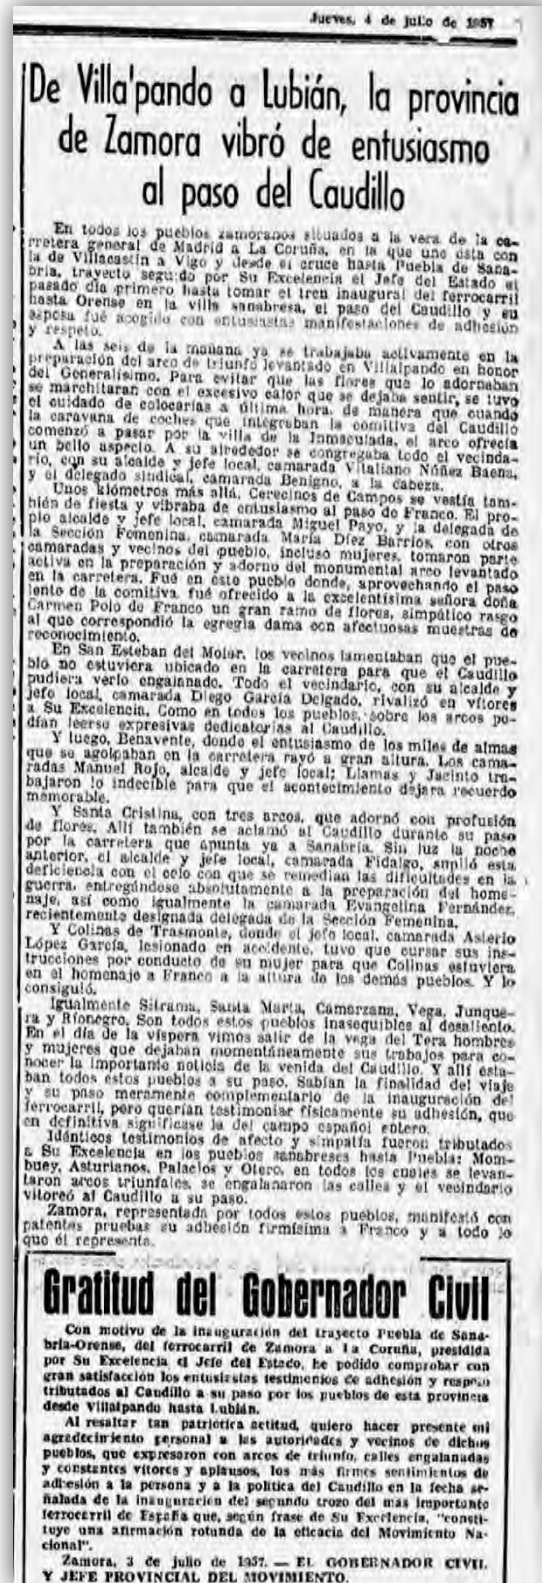 Jueves, 4 de julio de 1957
De Villa'pando a Lubián, la provincia
de Zamora vibró de entusiasmo
al paso del Caudillo
En todos los pueblos zamoranos situados a la vera de la ca-
rretera general de Madrid a La Coruña, en la que une ésta con
la de Villacastín a Vigo y desde el cruce hasta Puebla de Sana-
bria, trayecto seguido por Su Excelencia el Jefe del Estado el
pasado día primero hasta tomar el tren inaugural del ferrocarril
hasta Orense en la villa sanabresa, el paso del Caudillo y su
esposa fué acogido con entusiastas manifestaciones de adhesión
y respeto.
A las seis de la mañana ya se trabajaba activamente en la
preparación del arco de triunfo levantado en Villalpando en honor
del Generalísimo. Para evitar que las flores que lo adornaban
se marchitaran con el excesivo calor que se dejaba sentir, se tuvo
el cuidado de colocarlas a última hora, de manera que cuando
la caravana de coches que integraban la comitiva del Caudillo
comenzó a pasar por la villa de la Inmaculada, el arco ofrecía
un bello aspecto. A su alrededor se congregaba todo el vecinda-
rio, con su alcalde y jefe local, camarada Vitaliano Núñez Baena,
y el delegado sindical, camarada Benigno, a la cabeza.
Unos kilómetros más allá, Cerecinos de Campos se vestía tam-
bién de fiesta y vibraba de entusiasmo al paso de Franco. El pro-
pio alcalde y jefe local, camarada Miguel Payo, y la delegada de
la Sección Femenina, camarada María Díez Barrios, con otros
camaradas y vecinos del pueblo, incluso mujeres, tomaron parte
activa en la preparación y adorno del monumental arco levantado
en la carretera. Fué en este pueblo donde, aprovechando el paso
lento de la comitiva fué ofrecido a la excelentísima señora doña
Carmen Polo de Franco un gran ramo de flores, simpático rasgo
al que correspondió la egregia dama con afectuosas muestras de
reconocimiento.
En San Esteban del Molar, los vecinos lamentaban que el pue-
blo no estuviera ubicado en la carretera para que el Caudillo
pudiera verlo engalanado. Todo el vecindario, con su alcalde y
jefe local, camarada Diego García Delgado, rivalizó en vítores
a Su Excelencia. Como en todos los pueblos, sobre los arcos po-
dían leerse expresivas dedicatorias al Caudillo.
Y luego, Benavente, donde el entusiasmo de los miles de almas
que se agolpaban en la carretera rayó a gran altura. Los cama-
radas Manuel Rojo, alcalde y jefe local; Llamas y Jacinto tra-
bajaron lo indecible para que el acontecimiento dejara recuerdo
memorable.
Y Santa Cristina, con tres arcos, que adornó con profusión
de flores. Allí también se aclamó al Caudillo durante su paso
por la carretera que apunta ya a Sanabria. Sin luz la noche
anterior, el alcalde y jefe local, camarada Fidalgo, suplió esta
deficiencia con el celo con que se remedian las dificultades en la
guerra, entregándose absolutamente a la preparación del home-
naje, así como igualmente la camarada Evangelina Fernández,
recientemente designada delegada de la Sección Femenina.
Y Colinas de Trasmonte, donde el jefe local, camarada Asterio
López García, lesionado en accidente, tuvo que cursar sus ins-
trucciones por conducto de su mujer para que Colinas estuviera
en el homenaje a Franco a la altura de los demás pueblos. Y lo
consiguió.
Igualmente Sitrama, Santa Marta, Camarzana, Vega, Junque-
ra y Rionegro. Son todos estos pueblos inasequibles al desaliento.
En el día de la víspera vimos salir de la vega del Tera hombres
y mujeres que dejaban momentáneamente sus trabajos para co-
nocer la importante noticia de la venida del Caudillo. Y allí esta-
ban todos estos pueblos a su paso. Sabían la finalidad del viaje
y su paso meramente complementario de la inauguración del
ferrocarril, pero querían testimoniar físicamente su adhesión, que
en definitiva significase la del campo español entero.
Idénticos testimonios de afecto y simpatía fueron tributados
a Su Excelencia en los pueblos sanabreses hasta Puebla: Mom-
buey, Asturianos, Palacios y Otero, en todos los cuales se levan-
taron arcos triunfales, se engalanaron las calles y el vecindario
vitoreó al Caudillo a su paso.
Zamora, representada por todos estos pueblos, manifestó con
patentes pruebas su adhesión firmísima a Franco y a todo lo
que él representa.
Gratitud del Gobernador Civil
Con motivo de la inauguración del trayecto Puebla de Sana-
bria-Orense, del ferrocarril de Zamora a La Coruña, presidida
por Su Excelencia el Jefe del Estado, he podido comprobar con
gran satisfacción los entusiastas testimonios de adhesión y respeto
tributados al Caudillo a su paso por los pueblos de esta provincia
desde Villalpando hasta Lubián.
Al resaltar tan patriótica actitud, quiero hacer presente mi
agradecimiento personal a las autoridades y vecinos de dichos
pueblos, que expresaron con arcos de triunfo, calles engalanadas
y constantes vítores y aplausos, los más firmes sentimientos de
adhesión a la persona y a la política del Caudillo en la fecha se-
ñalada de la inauguración del segundo trozo del más importante
ferrocarril de España que, según frase de Su Excelencia, "consti-
tuye una afirmación rotunda de la eficacia del Movimiento Na-
cional".
Zamora, 3 de julio de 1957. — EL GOBERNADOR CIVIL
Y JEFE PROVINCIAL DEL MOVIMIENTO.